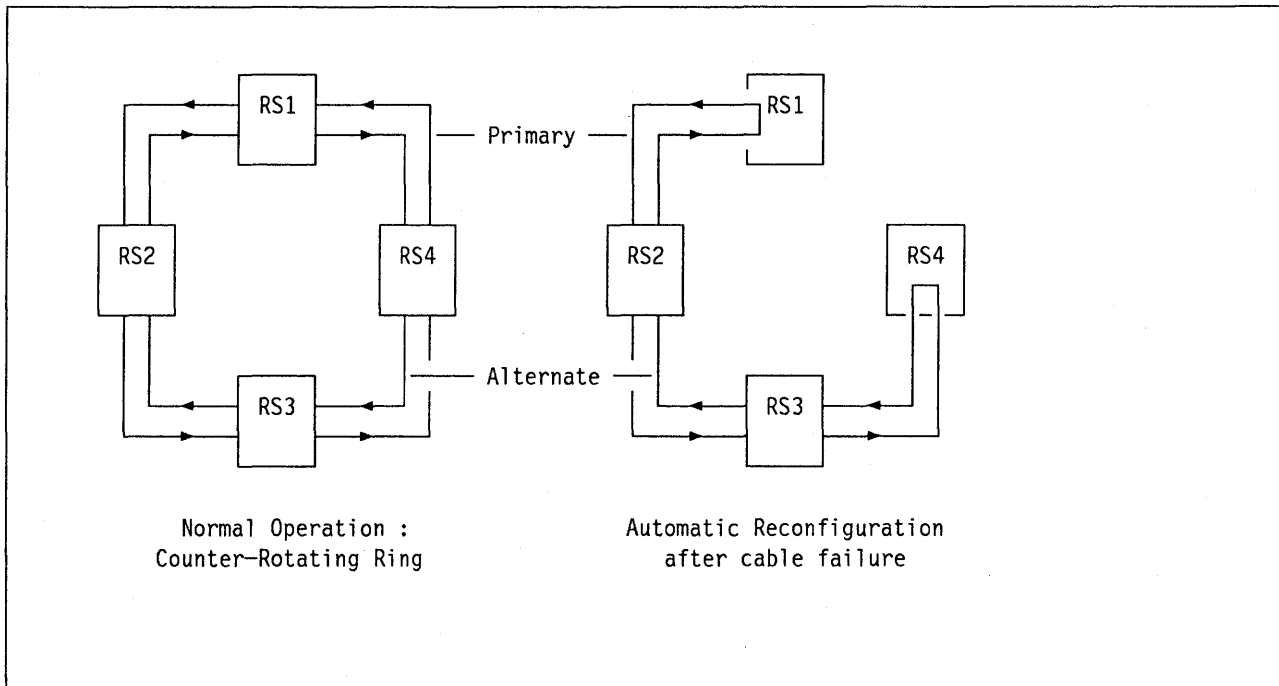 RS1
RS1
Primary
RS2
RS4
RS2
RS4
Alternate
RS3
RS3
Normal Operation :
Counter-Rotating Ring
Automatic Reconfiguration
after cable failure